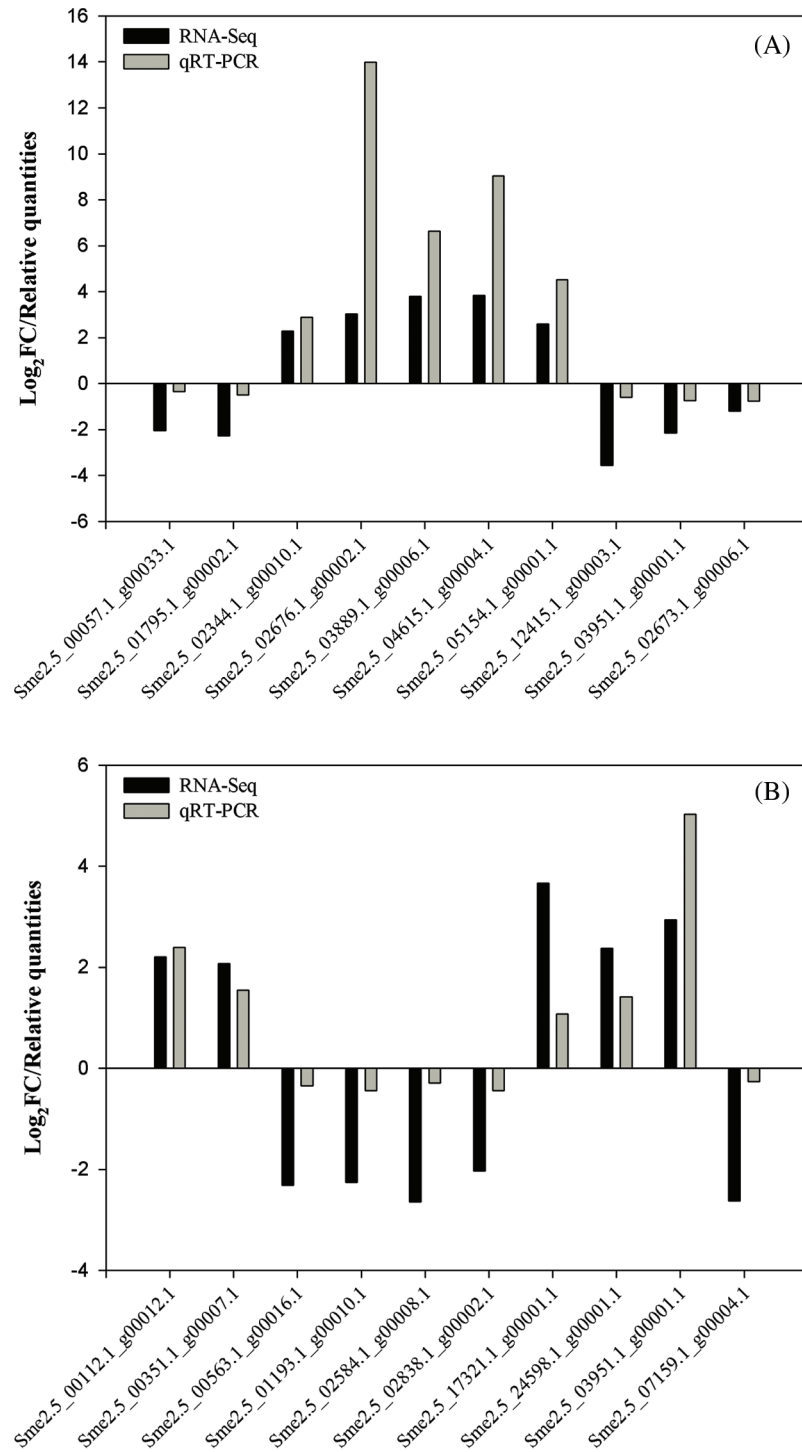 (A)
RNA-Seq
qRT-PCR
Log₂FC/Relative quantities
16
14
12
10
8
6
4
2
0
-2
-4
-6
Sme2.5_00057.1_g00033.1
Sme2.5_01795.1_g00002.1
Sme2.5_02344.1_g00010.1
Sme2.5_02676.1_g00002.1
Sme2.5_03889.1_g00006.1
Sme2.5_04615.1_g00004.1
Sme2.5_05154.1_g00001.1
Sme2.5_12415.1_g00003.1
Sme2.5_03951.1_g00001.1
Sme2.5_02673.1_g00006.1
(B)
RNA-Seq
qRT-PCR
Log₂FC/Relative quantities
6
4
2
0
-2
-4
Sme2.5_00112.1_g00012.1
Sme2.5_00351.1_g00007.1
Sme2.5_00563.1_g00016.1
Sme2.5_01193.1_g00010.1
Sme2.5_02584.1_g00008.1
Sme2.5_02838.1_g00002.1
Sme2.5_17321.1_g00001.1
Sme2.5_24598.1_g00001.1
Sme2.5_03951.1_g00001.1
Sme2.5_07159.1_g00004.1